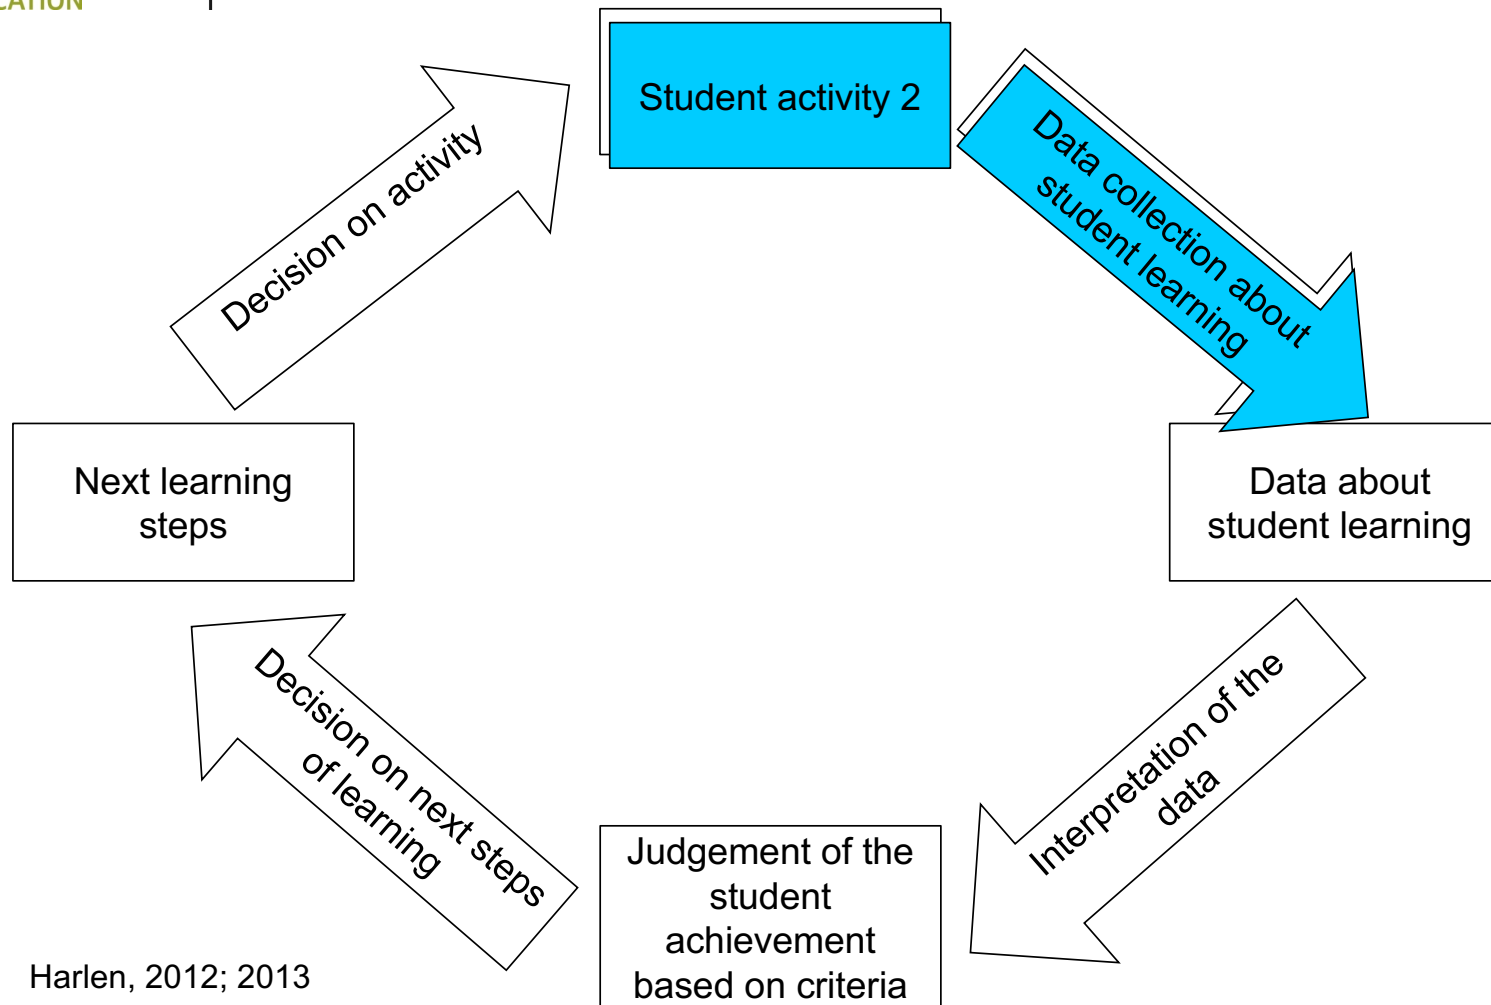 CATION
Student activity 2
Data collection about
student learning
Data about
student learning
Interpretation of the
data
Judgement of the
student
achievement
based on criteria
Decision on next steps
of learning
Next learning
steps
Decision on activity
Harlen, 2012; 2013